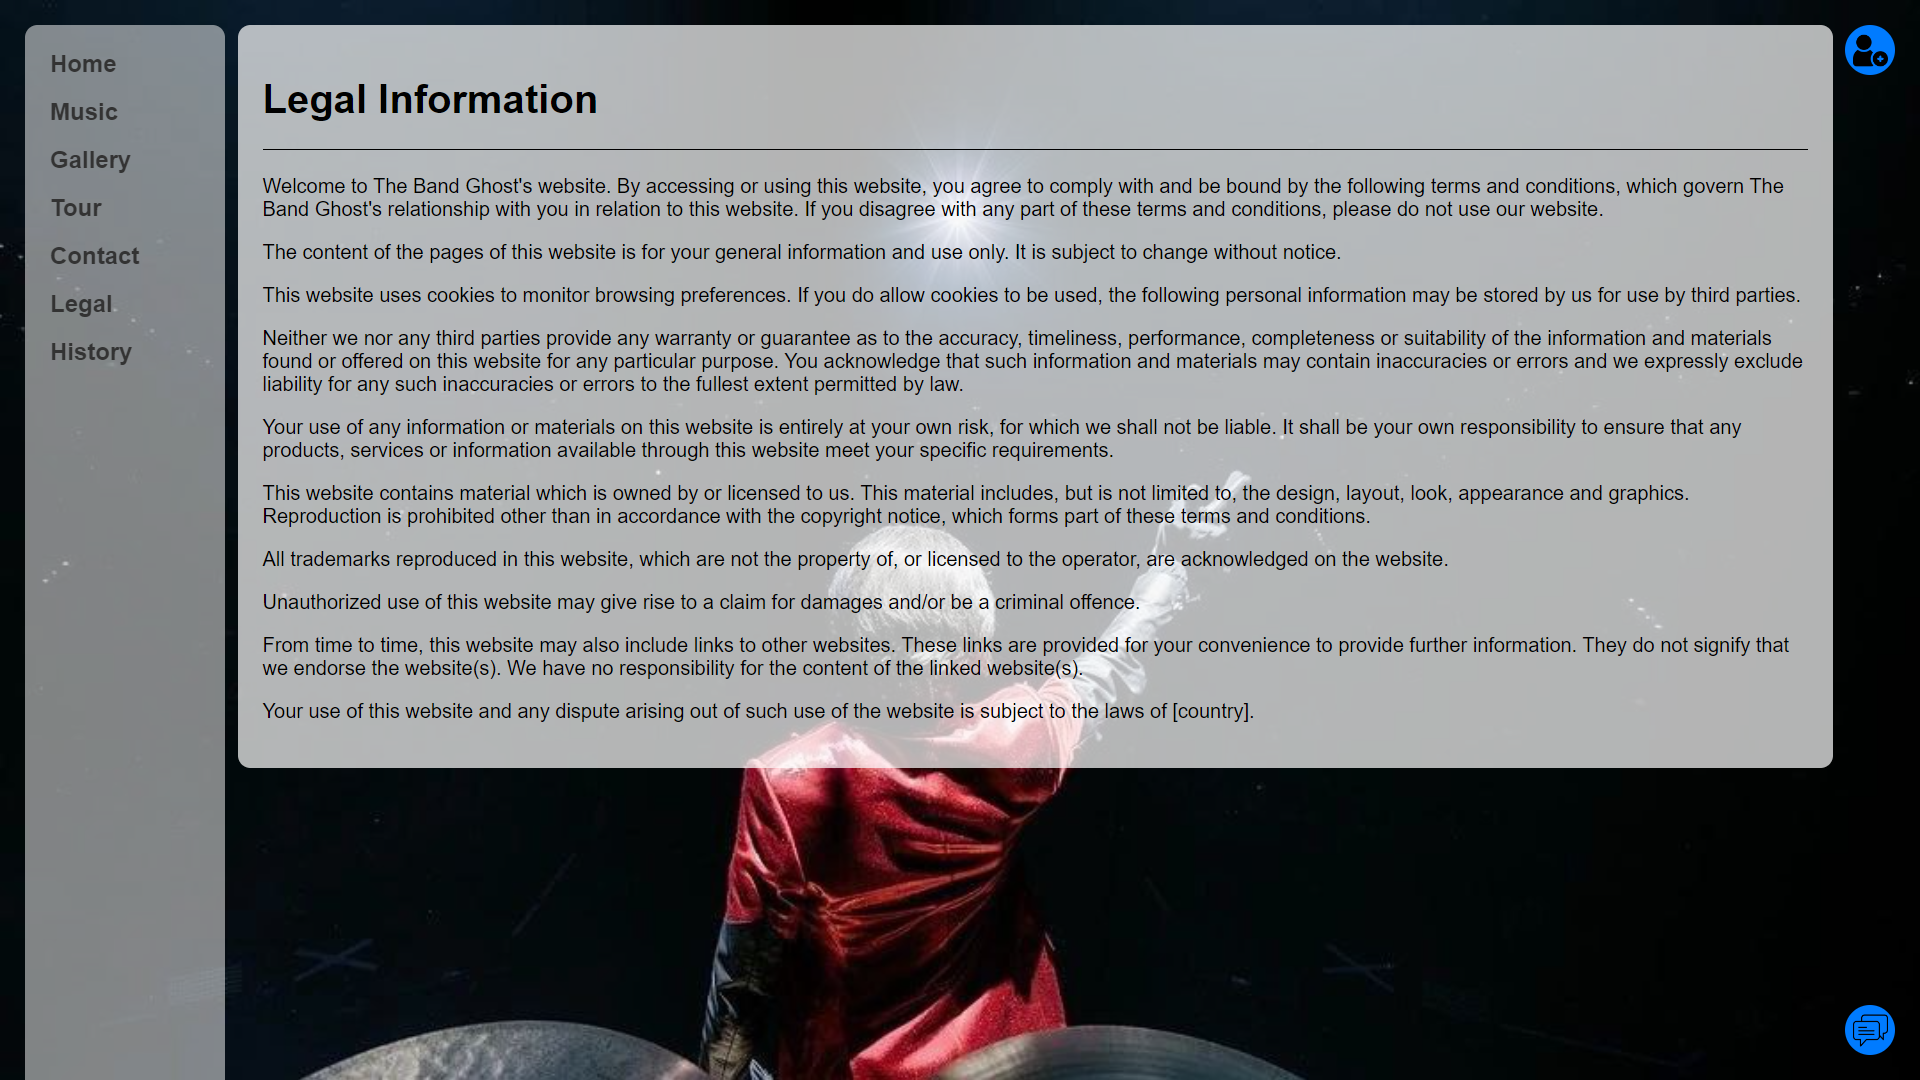 Home
Music
Gallery
Tour
Contact
Legal
History
Legal Information
Welcome to The Band Ghost's website. By accessing or using this website, you agree to comply with and be bound by the following terms and conditions, which govern The
Band Ghost's relationship with you in relation to this website. If you disagree with any part of these terms and conditions, please do not use our website.
The content of the pages of this website is for your general information and use only. It is subject to change without notice.
This website uses cookies to monitor browsing preferences. If you do allow cookies to be used, the following personal information may be stored by us for use by third parties.
Neither we nor any third parties provide any warranty or guarantee as to the accuracy, timeliness, performance, completeness or suitability of the information and materials
found or offered on this website for any particular purpose. You acknowledge that such information and materials may contain inaccuracies or errors and we expressly exclude
liability for any such inaccuracies or errors to the fullest extent permitted by law.
Your use of any information or materials on this website is entirely at your own risk, for which we shall not be liable. It shall be your own responsibility to ensure that any
products, services or information available through this website meet your specific requirements.
This website contains material which is owned by or licensed to us. This material includes, but is not limited to, the design, layout, look, appearance and graphics.
Reproduction is prohibited other than in accordance with the copyright notice, which forms part of these terms and conditions.
All trademarks reproduced in this website, which are not the property of, or licensed to the operator, are acknowledged on the website.
Unauthorized use of this website may give rise to a claim for damages and/or be a criminal offence.
From time to time, this website may also include links to other websites. These links are provided for your convenience to provide further information. They do not signify that
we endorse the website(s). We have no responsibility for the content of the linked website(s).
Your use of this website and any dispute arising out of such use of the website is subject to the laws of [country].